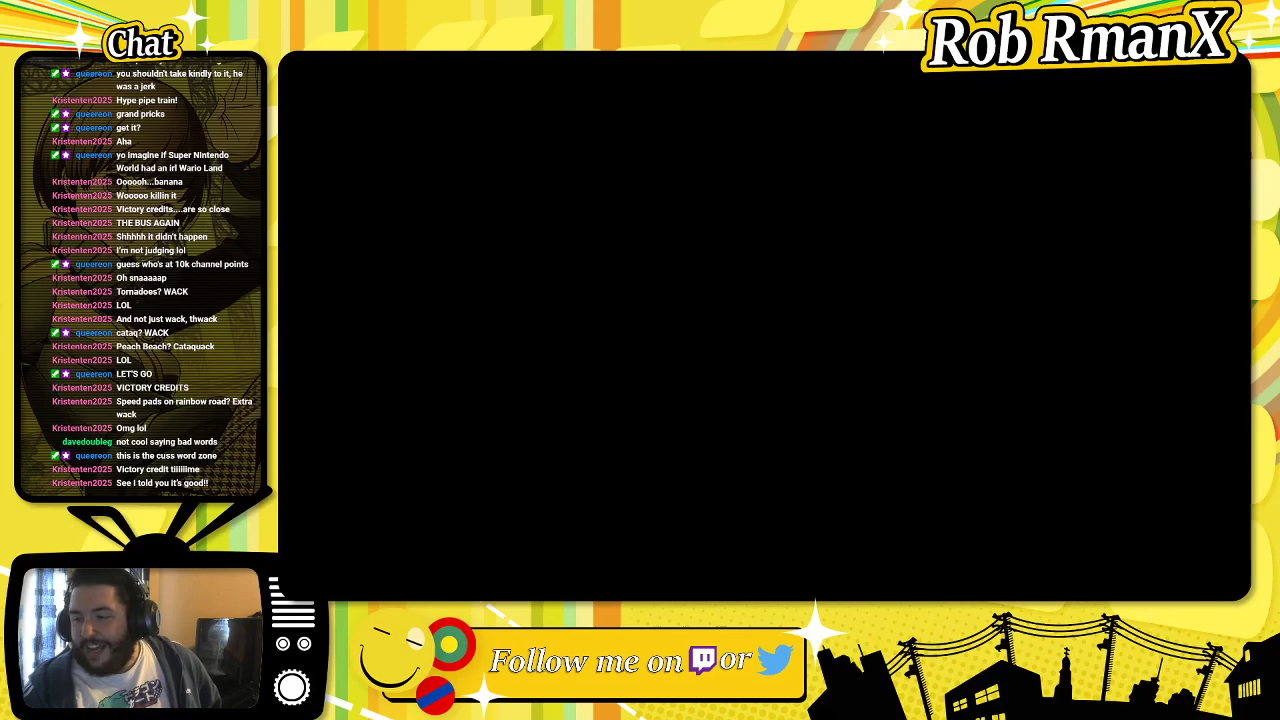 Chat
Rob RmanX
queereon you shouldn't take kindly to it, he
was a jerk
Kristenten2025 Hype pipe train!
queereon grand pricks
queereon get it?
Kristenten2025 Aha
queereon yo imagine if Super Nintendo
World had an irl Wario Land
Kristenten2025 Oooooh...banana
Kristenten2025 Wooooo killin it
Kristenten2025 Victory credits....are so close
Kristenten2025 THE BUS AGAIN
Kristenten2025 Shhhhh it didn't happen
Kristenten2025 I'm not judging lol
queereon guess who's at 10k channel points
Kristenten2025 Oh snaaaaap
Kristenten2025 Tornadoes? WACK
Kristenten2025 LOL
Kristenten2025 And not just wack, thwack
queereon cataq? WACK
Kristenten2025 Peach Beach? Cataquack
Kristenten2025 LOL
queereon LET'S GO
Kristenten2025 VICTORY CREDITS
Kristenten2025 Speed pads on rainbow road? Extra
wack
Kristenten2025 Omg lol
davedoubleg not cool saying bad words
queereon this is the cuss word zone
Kristenten2025 Victory credit tiiiiiime
Kristenten2025 See I told you it's good!!
Follow me on or